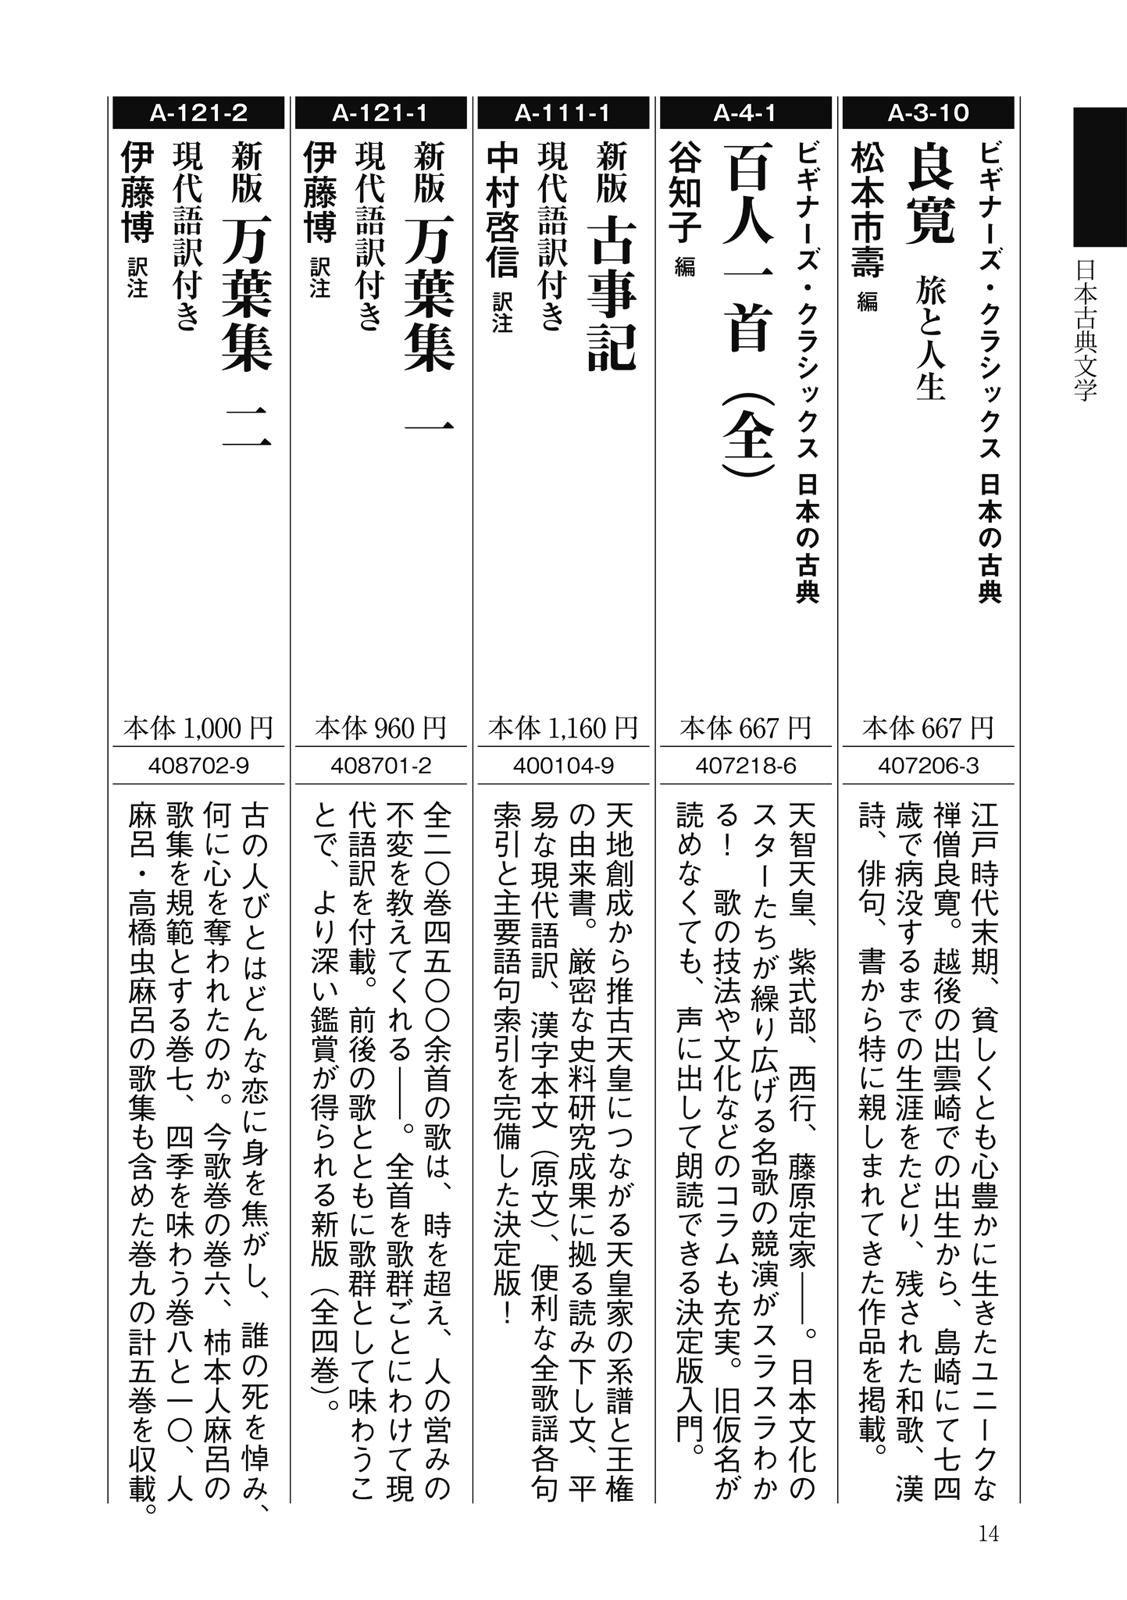 日本古典文学
A-3-10
ビギナーズ・クラシックス 日本の古典
良寛 旅と人生
松本市壽 編
本体 667 円
407206-3
江戸時代末期、貧しくとも心豊かに生きたユニークな
禅僧良寛。越後の出雲崎での出生から、島崎にて七四
歳で病没するまでの生涯をたどり、残された和歌、漢
詩、俳句、書から特に親しまれてきた作品を掲載。
A-4-1
ビギナーズ・クラシックス 日本の古典
百人一首（全）
谷知子 編
本体 667 円
407218-6
天智天皇、紫式部、西行、藤原定家――。日本文化の
スターたちが繰り広げる名歌の競演がスラスラわか
る！ 歌の技法や文化などのコラムも充実。旧仮名が
読めなくても、声に出して朗読できる決定版入門。
A-111-1
新版 古事記
現代語訳付き
中村啓信 訳注
本体 1,160 円
400104-9
天地創成から推古天皇につながる天皇家の系譜と王権
の由来書。厳密な史料研究成果に拠る読み下し文、平
易な現代語訳、漢字本文（原文）、便利な全歌謡各句
索引と主要語句索引を完備した決定版！
A-121-1
新版 万葉集 一
現代語訳付き
伊藤博 訳注
本体 960 円
408701-2
全二〇巻四五〇〇余首の歌は、時を超え、人の営みの
不変を教えてくれる――。全首を歌群ごとにわけて現
代語訳を付載。前後の歌とともに歌群として味わうこ
とで、より深い鑑賞が得られる新版（全四巻）。
A-121-2
新版 万葉集 二
現代語訳付き
伊藤博 訳注
本体 1,000 円
408702-9
古の人びとはどんな恋に身を焦がし、誰の死を悼み、
何に心を奪われたのか。今歌巻の巻六、柿本人麻呂の
歌集を規範とする巻七、四季を味わう巻八と一〇、人
麻呂・高橋虫麻呂の歌集も含めた巻九の計五巻を収載。
14